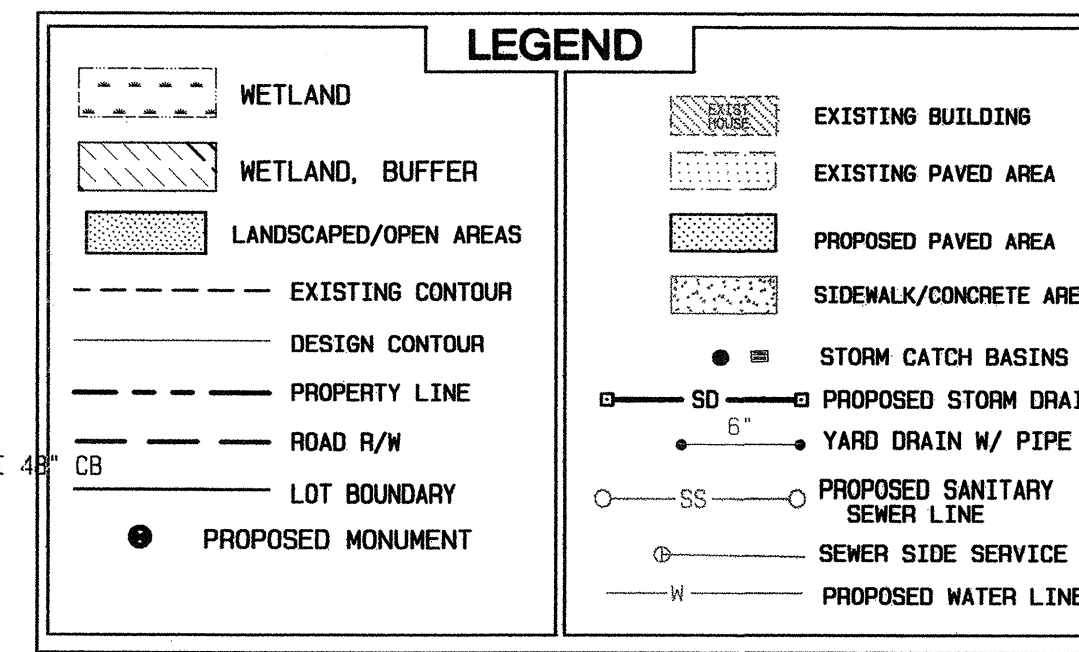 LEGEND
WETLAND
WETLAND, BUFFER
LANDSCAPED/OPEN AREAS
EXISTING CONTOUR
DESIGN CONTOUR
PROPERTY LINE
ROAD R/W
48" CB
LOT BOUNDARY
PROPOSED MONUMENT
EXIST
HOUSE
EXISTING BUILDING
EXISTING PAVED AREA
PROPOSED PAVED AREA
SIDEWALK/CONCRETE ARE
STORM CATCH BASINS
SD PROPOSED STORM DRAI
6"
YARD DRAIN W/ PIPE
SS PROPOSED SANITARY
SEWER LINE
SEWER SIDE SERVICE
W PROPOSED WATER LINE